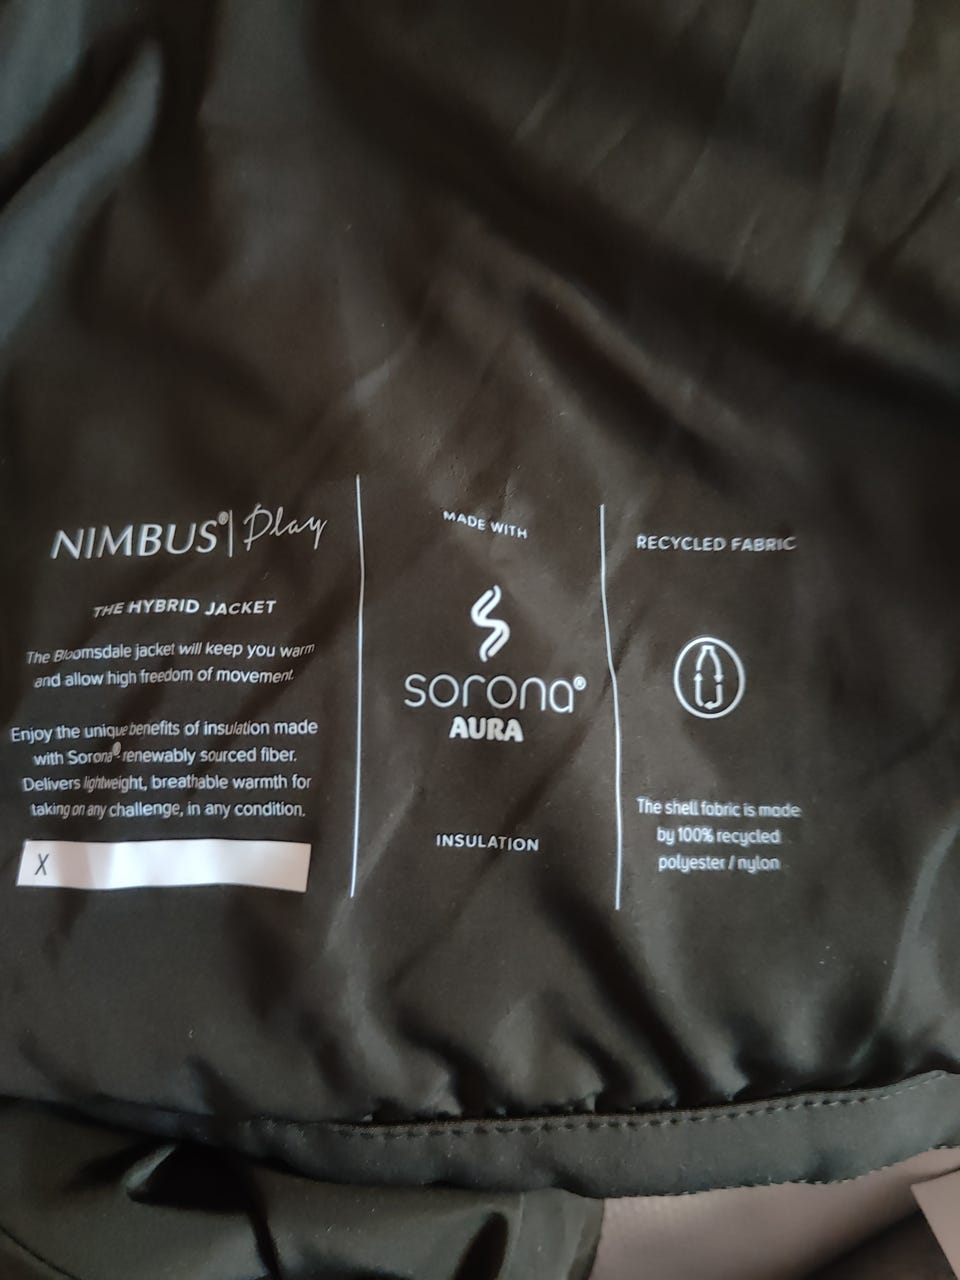 NIMBUS® | Play
THE HYBRID JACKET
The Bloomsdale jacket will keep you warm
and allow high freedom of movement.
Enjoy the unique benefits of insulation made
with Sorona® renewably sourced fiber.
Delivers lightweight, breathable warmth for
taking on any challenge, in any condition.
X
MADE WITH
sorona®
AURA
INSULATION
RECYCLED FABRIC
The shell fabric is made
by 100% recycled
polyester / nylon